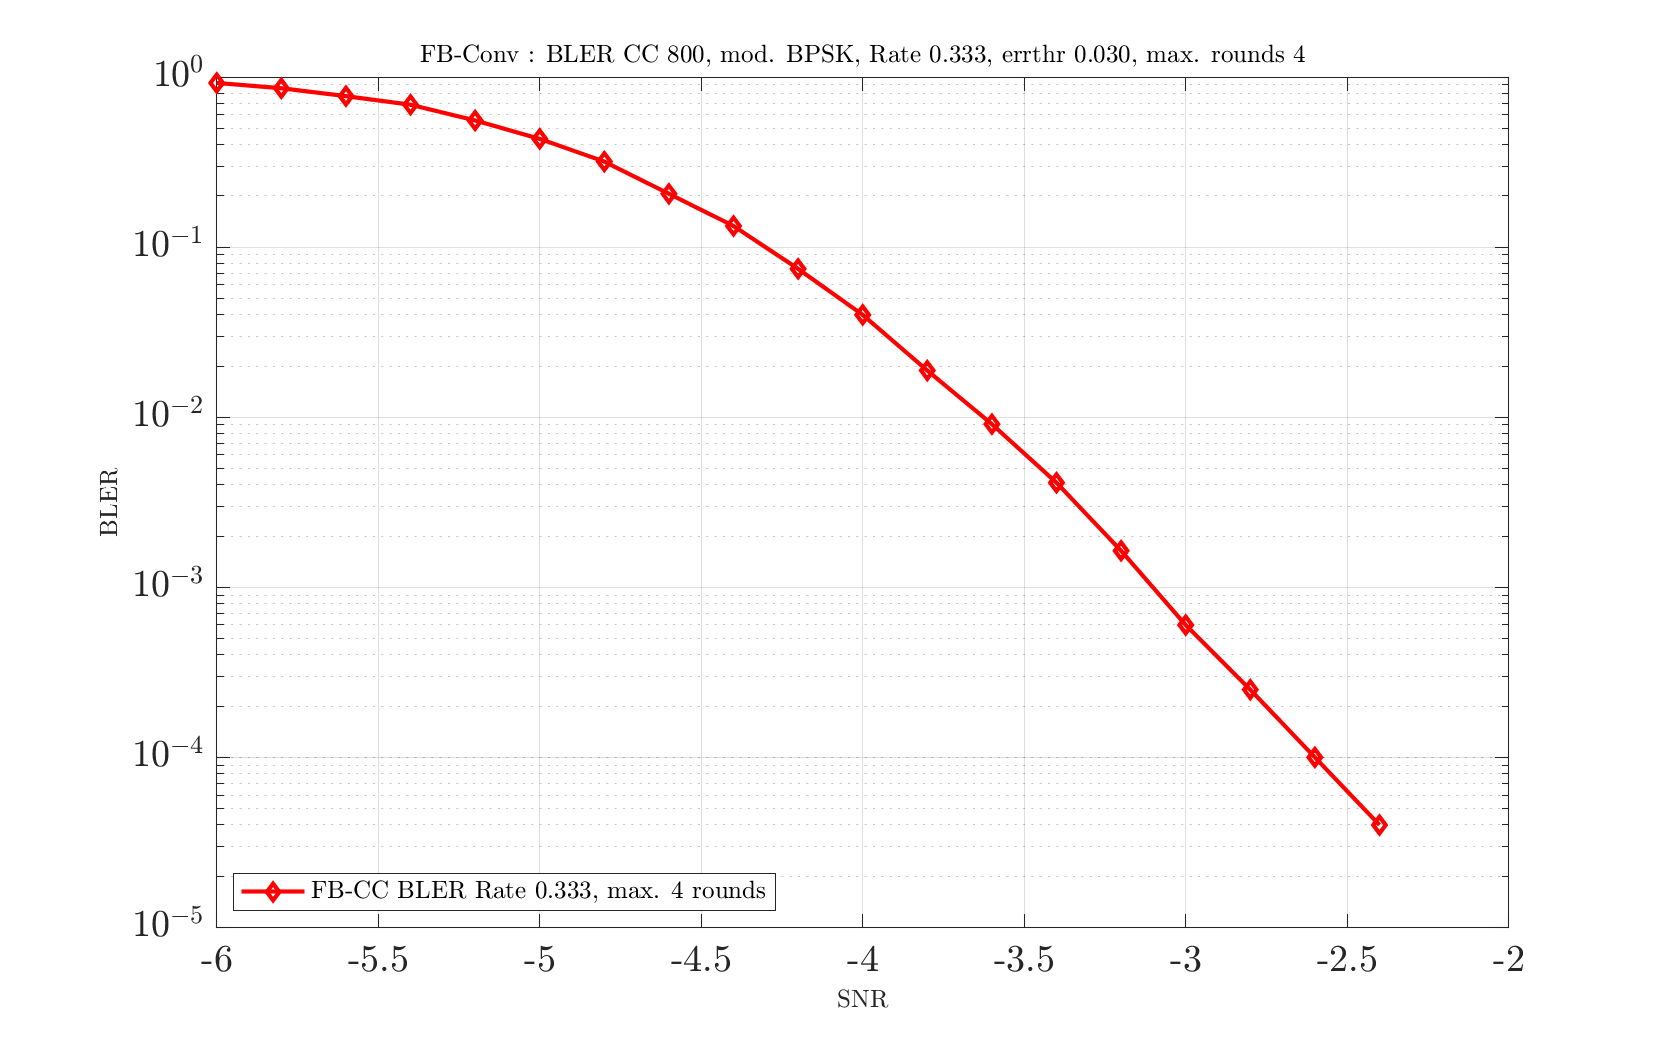 FB-Conv : BLER CC 800, mod. BPSK, Rate 0.333, errthr 0.030, max. rounds 4
10⁰
10⁻¹
10⁻²
10⁻³
10⁻⁴
10⁻⁵
BLER
FB-CC BLER Rate 0.333, max. 4 rounds
-6 -5.5 -5 -4.5 -4 -3.5 -3 -2.5 -2
SNR